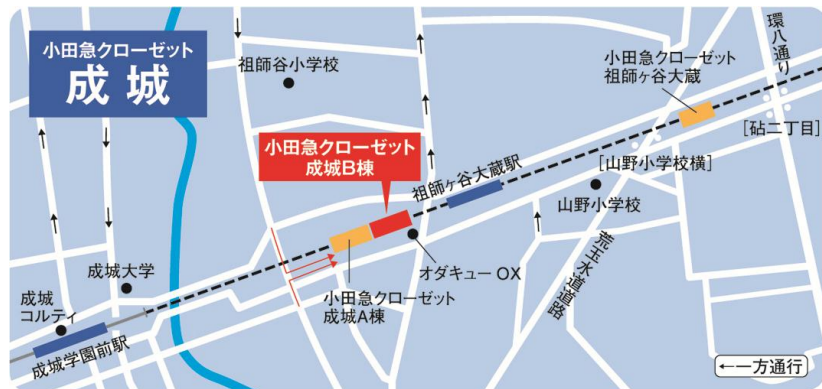 小田急クローゼット
成城
祖師谷小学校
小田急クローゼット
祖師ヶ谷大蔵
環八通り
[砧二丁目]
小田急クローゼット
成城B棟
祖師ヶ谷大蔵駅
[山野小学校横]
山野小学校
成城大学
オダキューOX
荒玉水道道路
成城
コルティ
小田急クローゼット
成城A棟
成城学園前駅
←一方通行